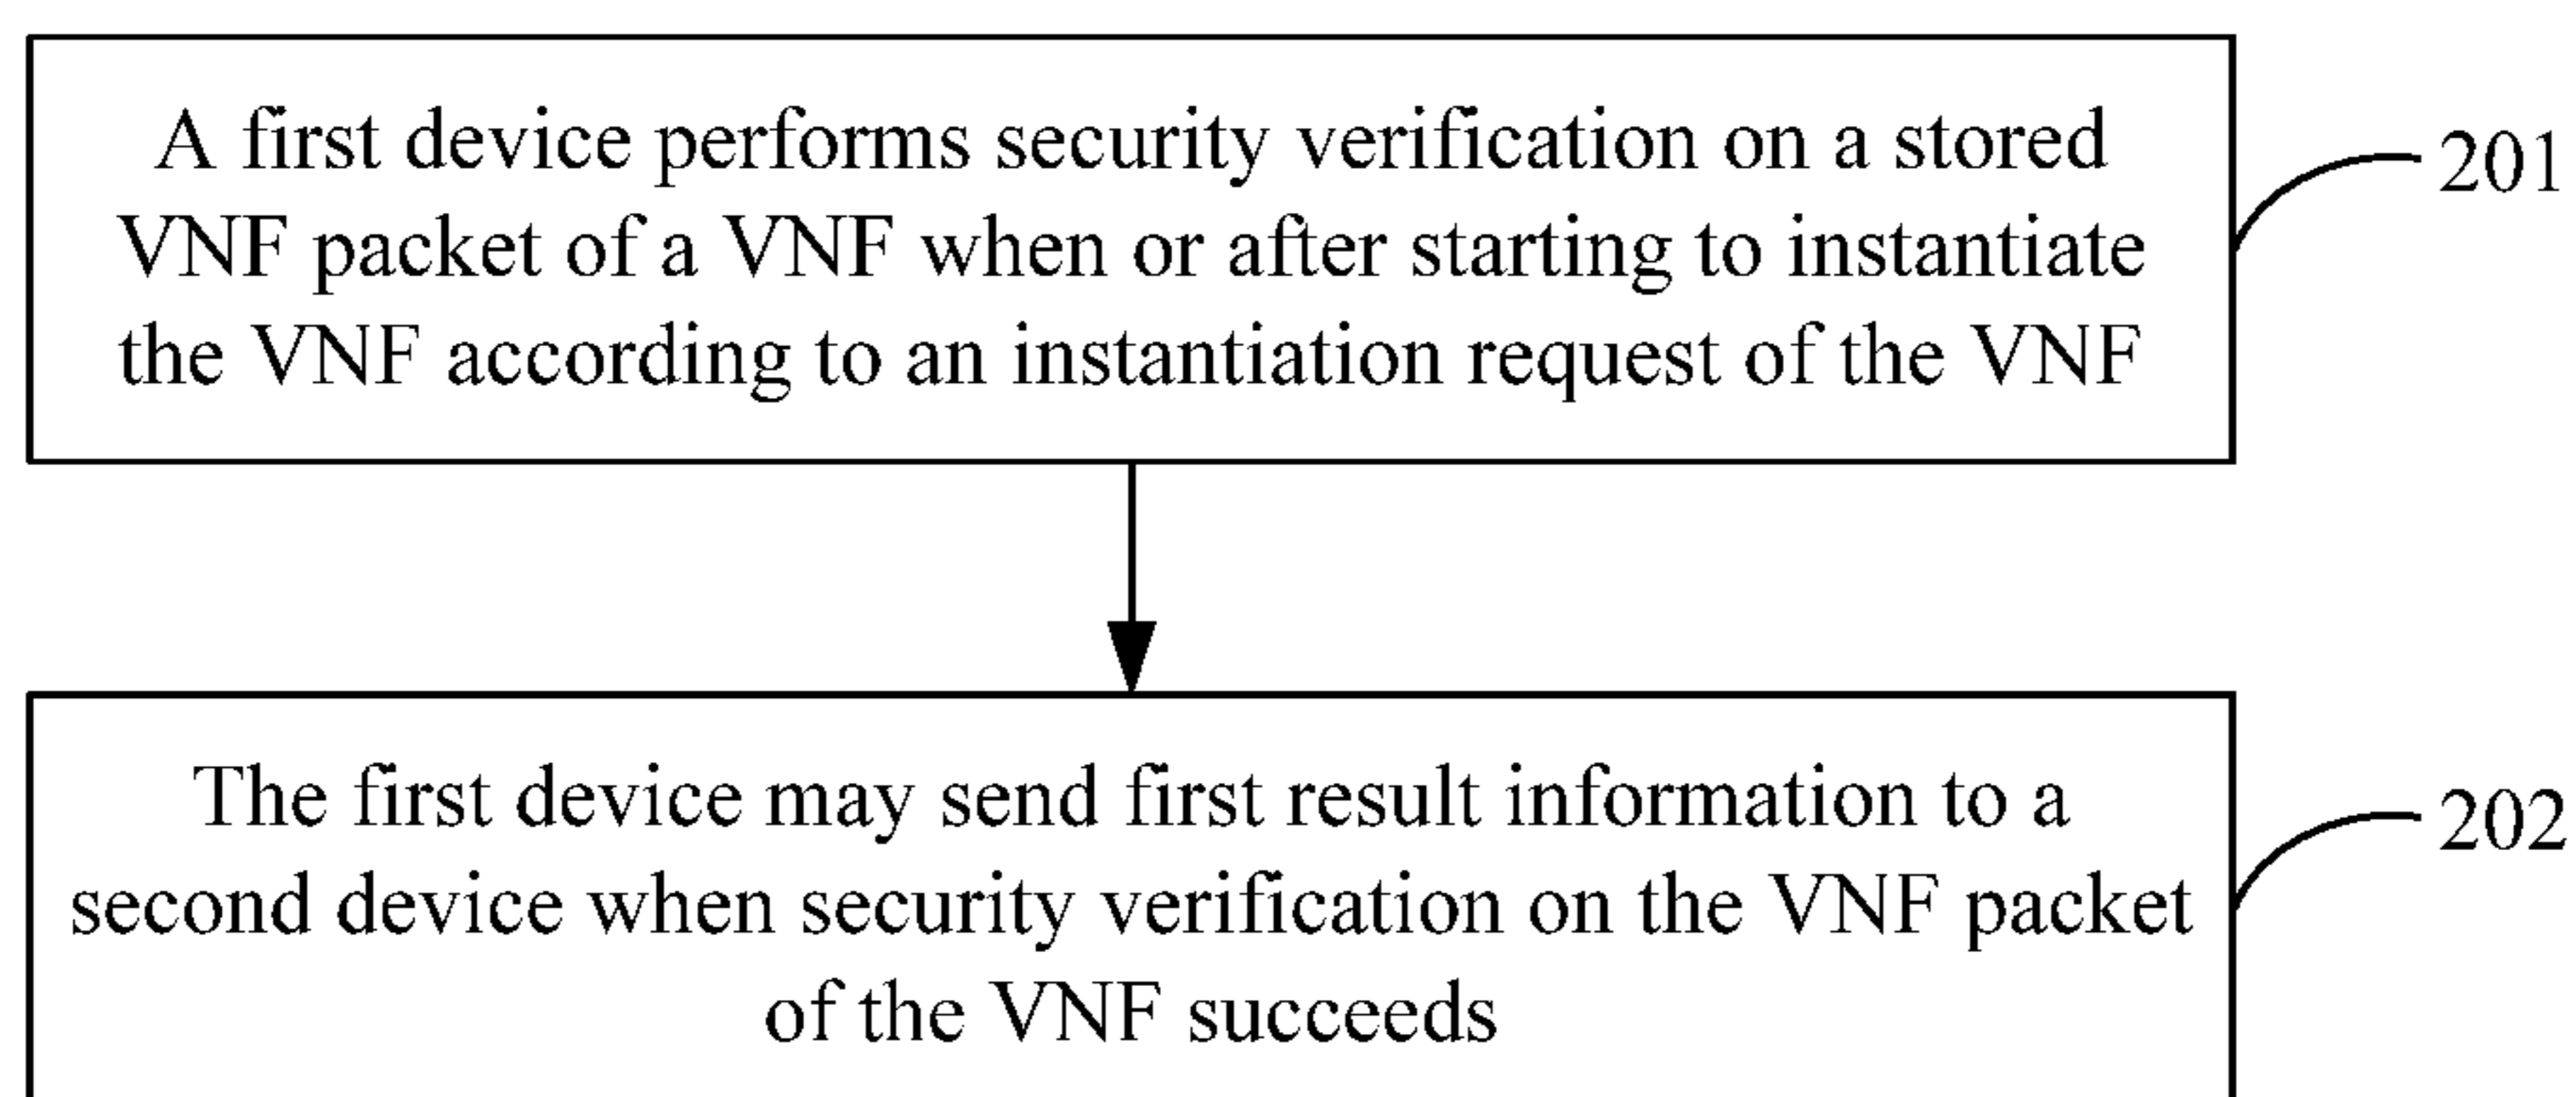 A first device performs security verification on a stored
VNF packet of a VNF when or after starting to instantiate
the VNF according to an instantiation request of the VNF
201
The first device may send first result information to a
second device when security verification on the VNF packet
of the VNF succeeds
202